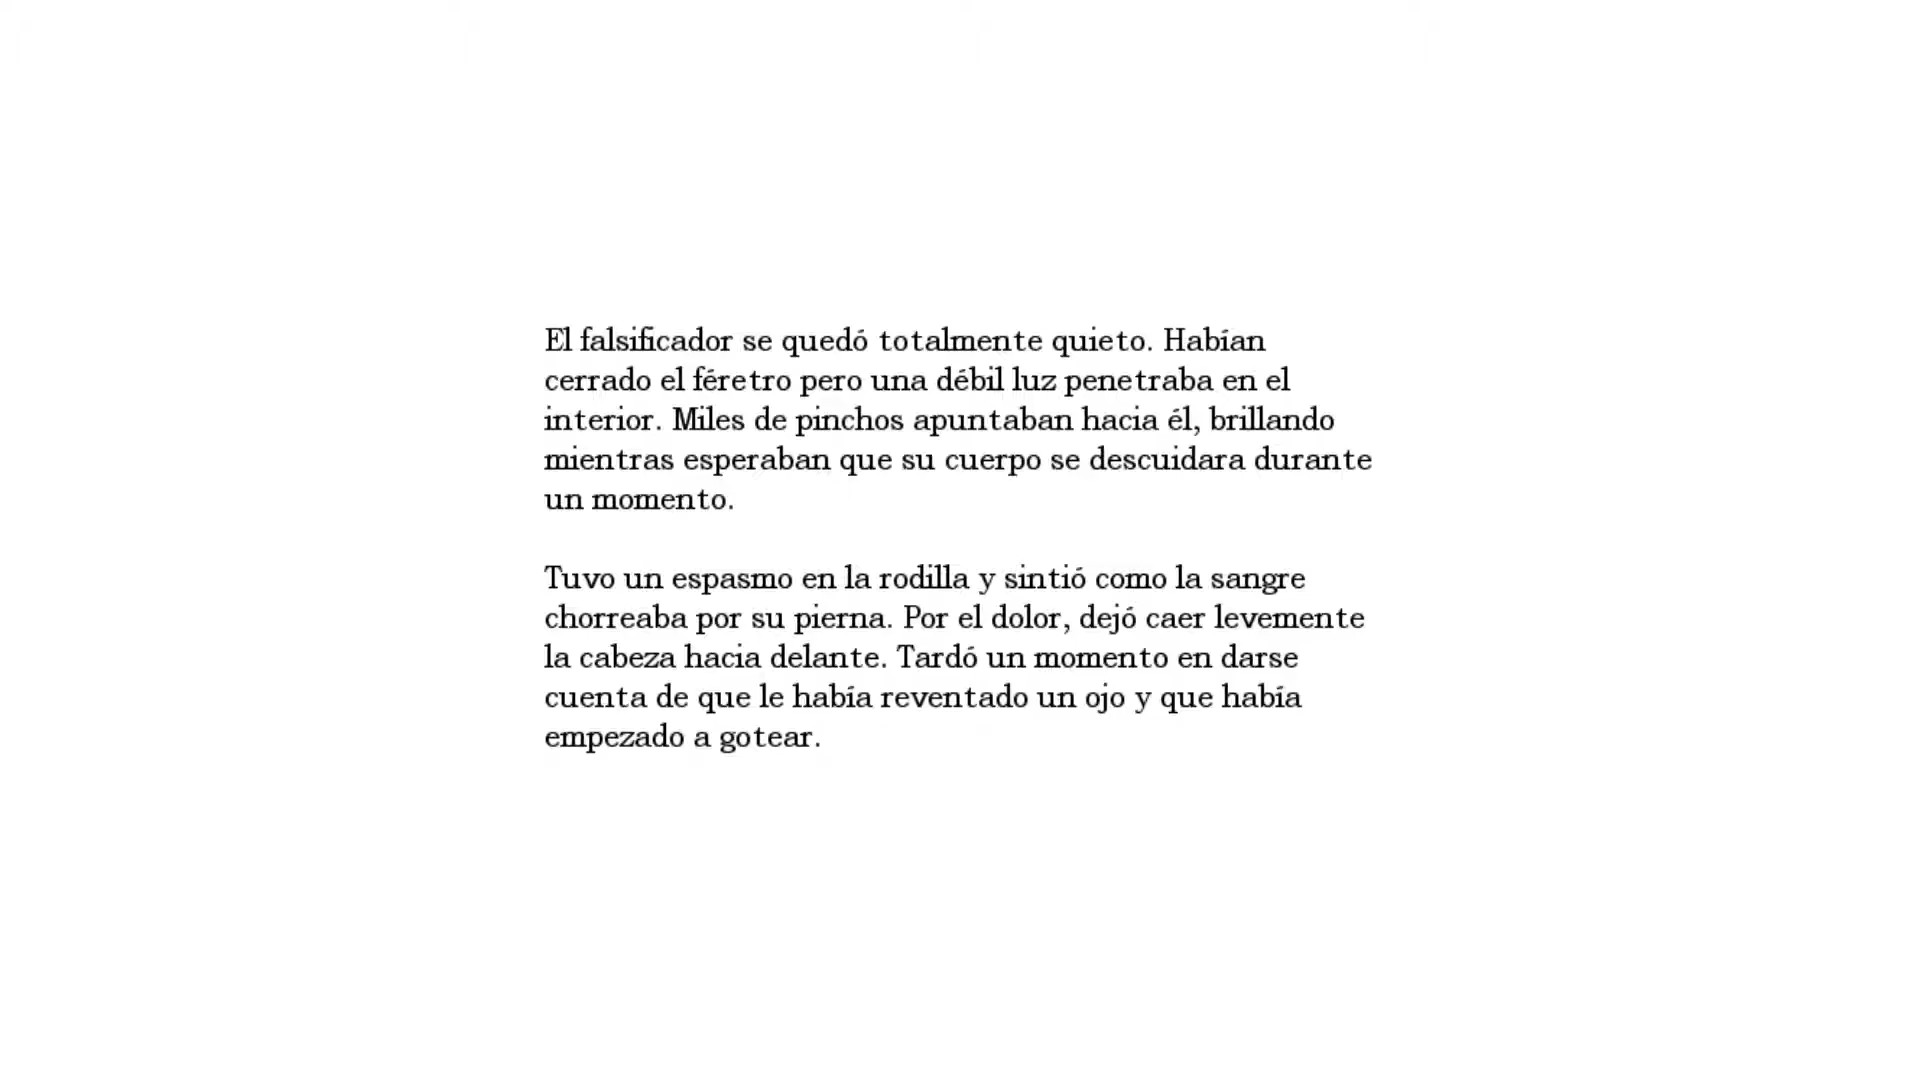 El falsificador se quedó totalmente quieto. Habían
cerrado el féretro pero una débil luz penetraba en el
interior. Miles de pinchos apuntaban hacia él, brillando
mientras esperaban que su cuerpo se descuidara durante
un momento.
Tuvo un espasmo en la rodilla y sintió como la sangre
chorreaba por su pierna. Por el dolor, dejó caer levemente
la cabeza hacia delante. Tardó un momento en darse
cuenta de que le había reventado un ojo y que había
empezado a gotear.